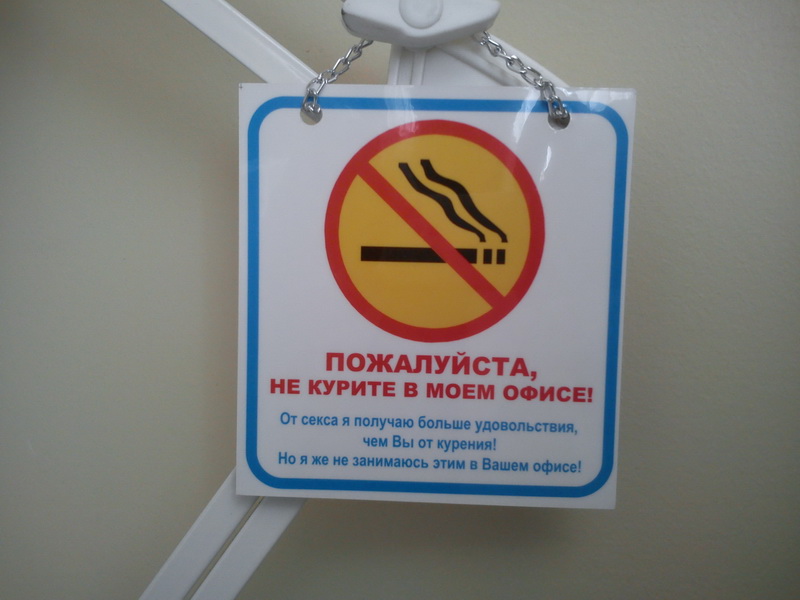 ПОЖАЛУЙСТА,
НЕ КУРИТЕ В МОЕМ ОФИСЕ!
От секса я получаю больше удовольствия,
чем Вы от курения!
Но я же не занимаюсь этим в Вашем офисе!